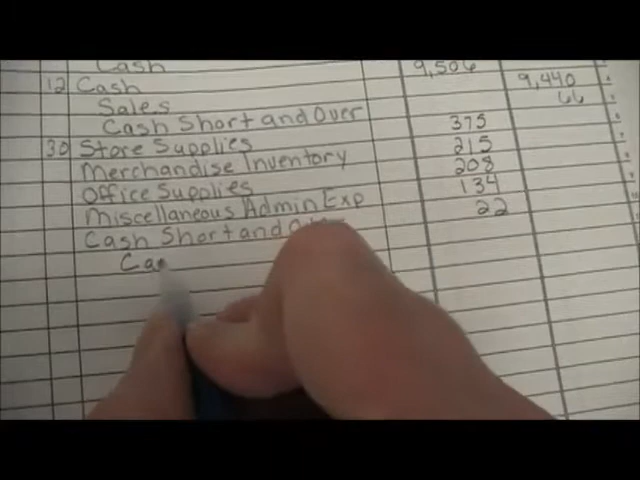 Cash
12 Cash 9,506
Sales 9,440
Cash Short and Over 66
30 Store Supplies 375
Merchandise Inventory 215
Office Supplies 208
Miscellaneous Admin Exp 134
Cash Short and 22
Cas